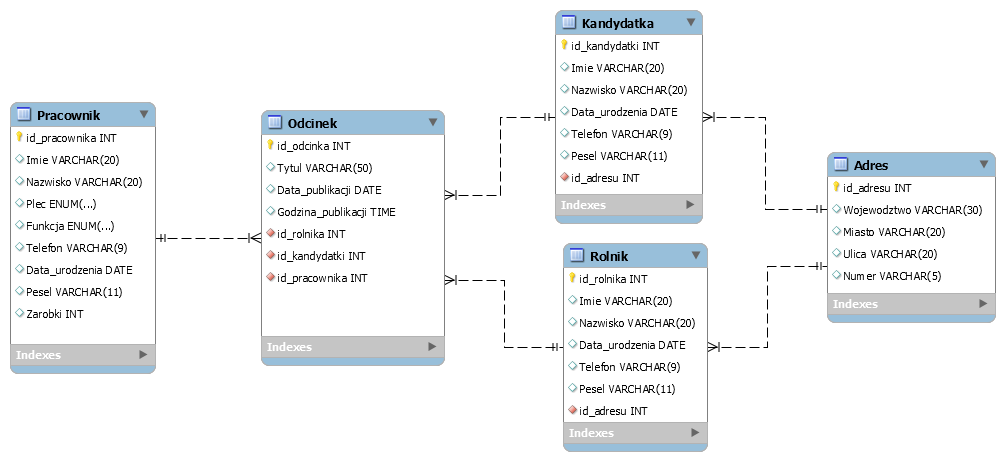 Pracownik
id_pracownika INT
Imie VARCHAR(20)
Nazwisko VARCHAR(20)
Plec ENUM(...)
Funkcja ENUM(...)
Telefon VARCHAR(9)
Data_urodzenia DATE
Pesel VARCHAR(11)
Zarobki INT
Indexes
Odcinek
id_odcinka INT
Tytul VARCHAR(50)
Data_publikacji DATE
Godzina_publikacji TIME
id_rolnika INT
id_kandydatki INT
id_pracownika INT
Indexes
Kandydatka
id_kandydatki INT
Imie VARCHAR(20)
Nazwisko VARCHAR(20)
Data_urodzenia DATE
Telefon VARCHAR(9)
Pesel VARCHAR(11)
id_adresu INT
Indexes
Rolnik
id_rolnika INT
Imie VARCHAR(20)
Nazwisko VARCHAR(20)
Data_urodzenia DATE
Telefon VARCHAR(9)
Pesel VARCHAR(11)
id_adresu INT
Indexes
Adres
id_adresu INT
Wojewodztwo VARCHAR(30)
Miasto VARCHAR(20)
Ulica VARCHAR(20)
Numer VARCHAR(5)
Indexes